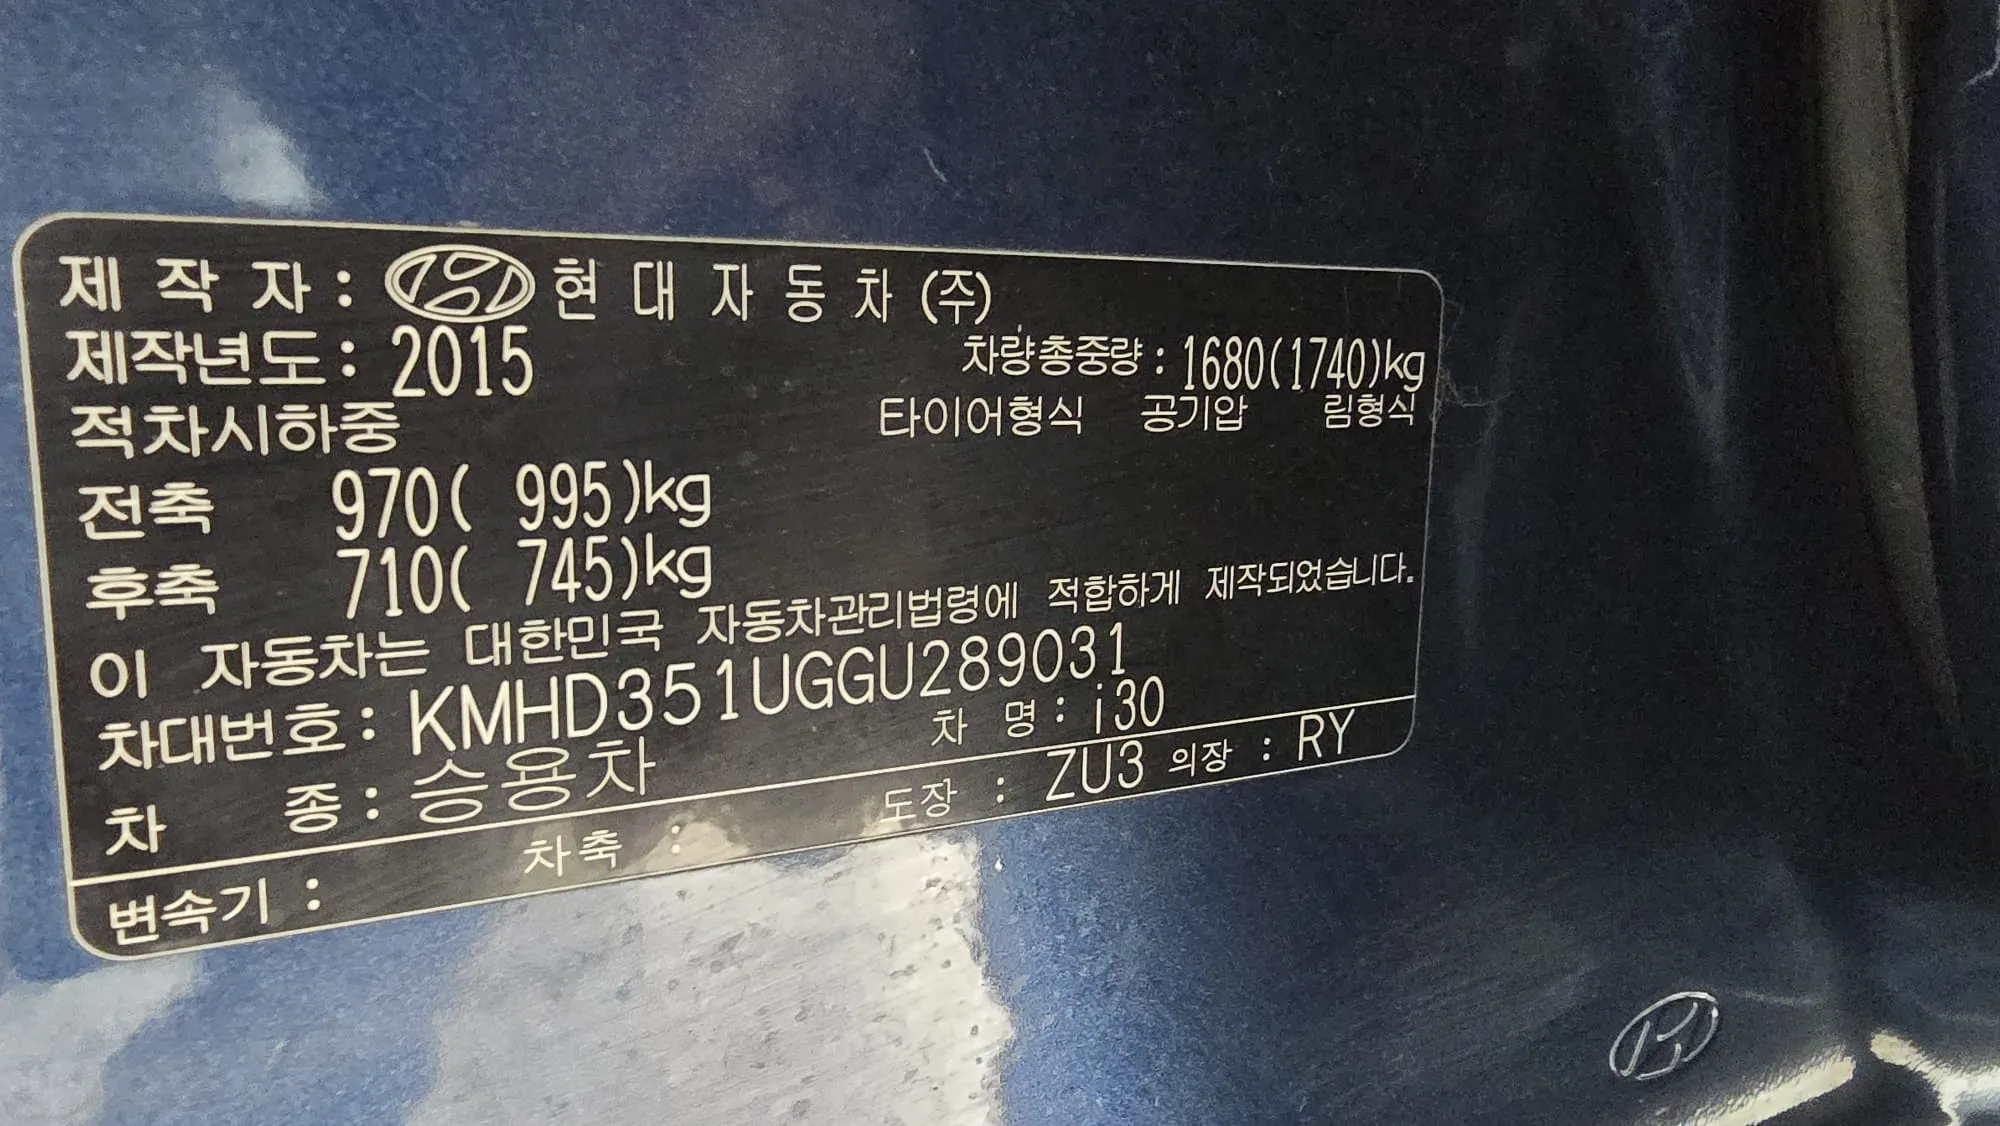 제 작 자 : 현 대 자 동 차 (주)
제작년도 : 2015 차량총중량 : 1680(1740)kg
적차시하중 타이어형식 공기압 림형식
전축 970( 995)kg
후축 710( 745)kg
이 자동차는 대한민국 자동차관리법령에 적합하게 제작되었습니다.
차대번호 : KMHD351UGGU289031
차 종 : 승용차 차 명 : i30
변속기 : 차축 : 도장 : ZU3 의장 : RY